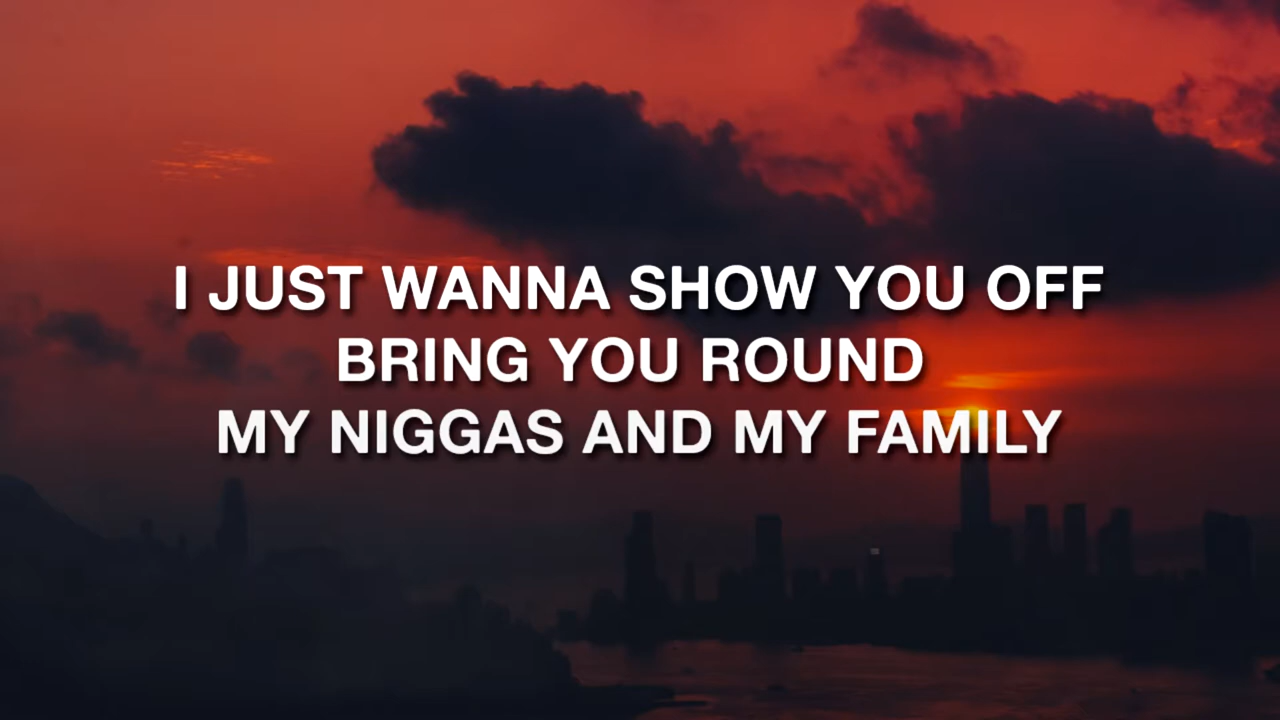 I JUST WANNA SHOW YOU OFF
BRING YOU ROUND
MY NIGGAS AND MY FAMILY